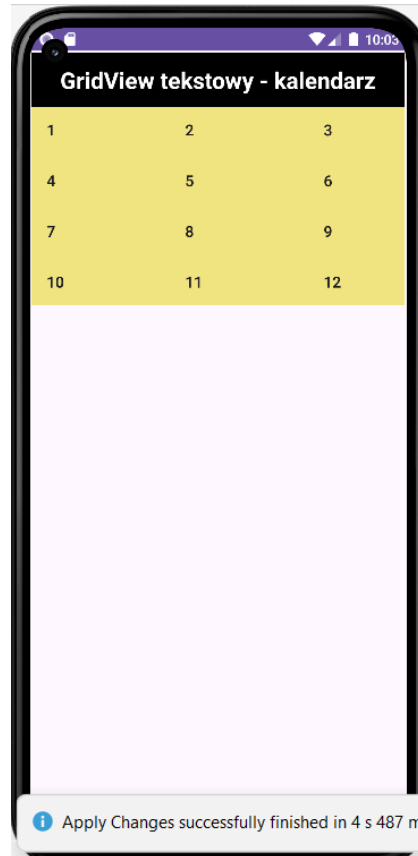 10:03
GridView tekstowy - kalendarz
1 2 3
4 5 6
7 8 9
10 11 12
Apply Changes successfully finished in 4 s 487 m